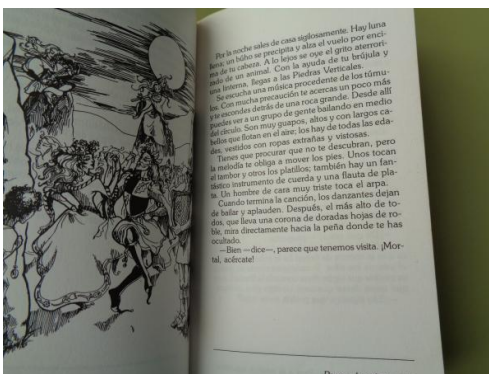 Por la noche sales de casa sigilosamente. Hay luna
llena; un búho se precipita y alza el vuelo por enci-
ma de tu cabeza. A lo lejos se oye el grito aterrori-
zado de un animal. Con la ayuda de tu brújula y
una linterna, llegas a las Piedras Verticales.
Se escucha una música procedente de los túmu-
los. Con mucha precaución te acercas un poco más
y te escondes detrás de una roca grande. Desde allí
puedes ver a un grupo de gente bailando en medio
del círculo. Son muy guapos, altos y con largos ca-
bellos que flotan en el aire; los hay de todas las eda-
des, vestidos con ropas extrañas y vistosas.
Tienes que procurar que no te descubran, pero
la melodía te obliga a mover los pies. Unos tocan
el tambor y otros los platillos; también hay un fan-
tástico instrumento de cuerda y una flauta de pla-
ta. Un hombre de cara muy triste toca el arpa.
Cuando termina la canción, los danzantes dejan
de bailar y aplauden. Después, el más alto de to-
dos, que lleva una corona de doradas hojas de ro-
ble, mira directamente hacia la peña donde te has
ocultado.
—Bien —dice—, parece que tenemos visita. ¡Mor-
tal, acércate!